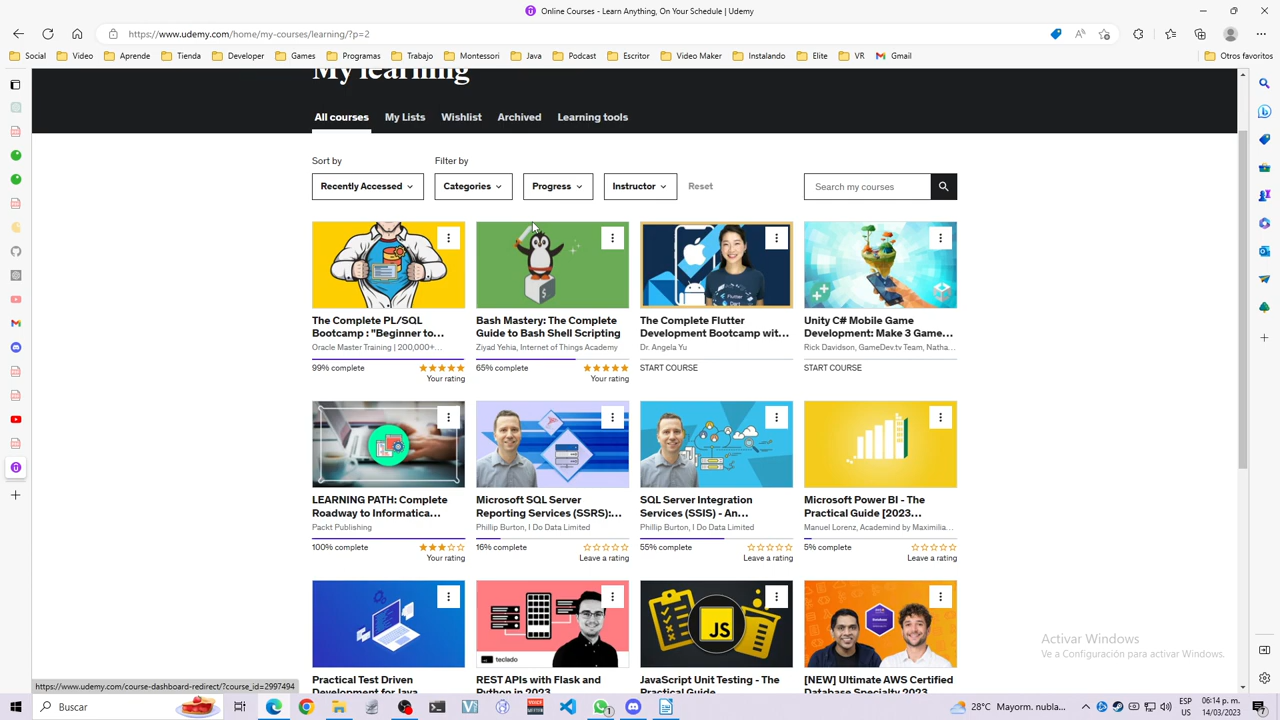 Online Courses - Learn Anything, On Your Schedule | Udemy
https://www.udemy.com/home/my-courses/learning/?p=2
Social Video Aprende Tienda Developer Games Programas Trabajo Montessori Java Podcast Escritor Video Maker Instalando Elite VR Gmail Otros favoritos
My learning
All courses My Lists Wishlist Archived Learning tools
Sort by Filter by
Recently Accessed Categories Progress Instructor Reset Search my courses
The Complete PL/SQL
Bootcamp : "Beginner to…
Oracle Master Training | 200,000+…
99% complete
Your rating
Bash Mastery: The Complete
Guide to Bash Shell Scripting
Ziyad Yehia, Internet of Things Academy
65% complete
Your rating
The Complete Flutter
Development Bootcamp wit…
Dr. Angela Yu
START COURSE
Unity C# Mobile Game
Development: Make 3 Game…
Rick Davidson, GameDev.tv Team, Natha…
START COURSE
LEARNING PATH: Complete
Roadway to Informatica…
Packt Publishing
100% complete
Your rating
Microsoft SQL Server
Reporting Services (SSRS):…
Phillip Burton, I Do Data Limited
16% complete
Leave a rating
SQL Server Integration
Services (SSIS) - An…
Phillip Burton, I Do Data Limited
55% complete
Leave a rating
Microsoft Power BI - The
Practical Guide [2023…
Manuel Lorenz, Academind by Maximilia…
5% complete
Leave a rating
Practical Test Driven
Development for Java
teclado
REST APIs with Flask and
Python in 2023
JS
JavaScript Unit Testing - The
Practical Guide
[NEW] Ultimate AWS Certified
Database Specialty 2023
Activar Windows
Ve a Configuración para activar Windows.
https://www.udemy.com/course-dashboard-redirect/?course_id=2997494
Buscar
28°C Mayorm. nubla…
ESP
US
06:14 p. m.
14/03/2023